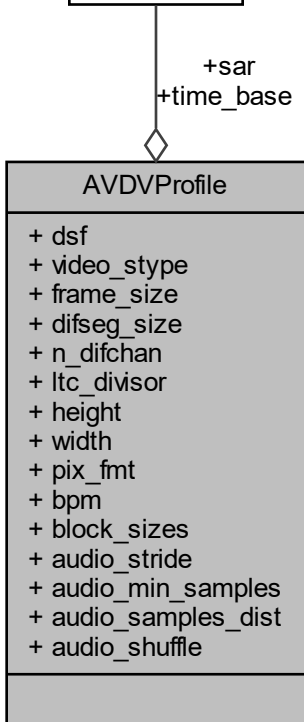 +sar
+time_base
AVDVProfile
+ dsf
+ video_stype
+ frame_size
+ difseg_size
+ n_difchan
+ ltc_divisor
+ height
+ width
+ pix_fmt
+ bpm
+ block_sizes
+ audio_stride
+ audio_min_samples
+ audio_samples_dist
+ audio_shuffle